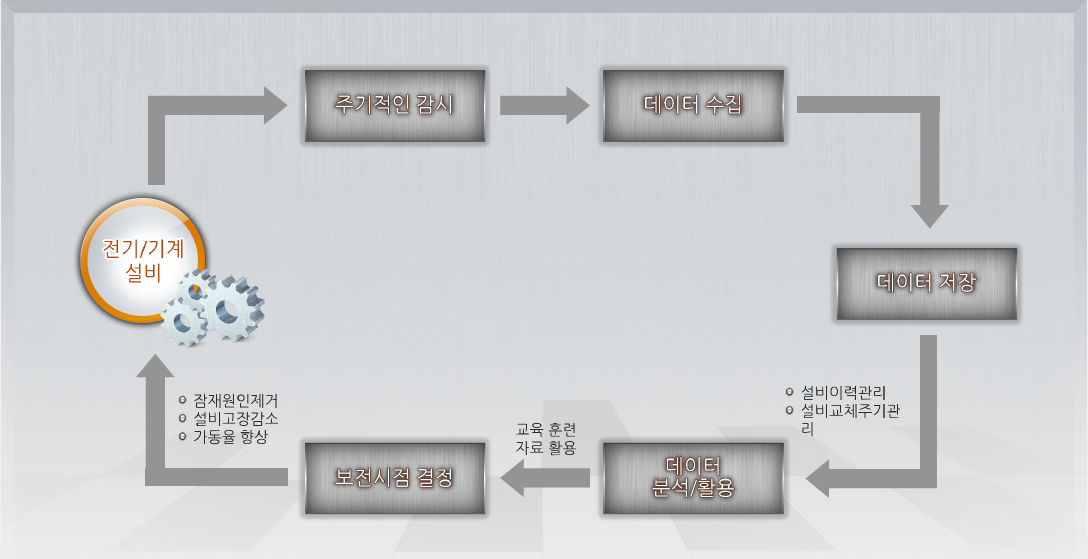 주기적인 감시
데이터 수집
전기/기계
설비
데이터 저장
잠재원인제거
설비고장감소
가동율 향상
설비이력관리
설비교체주기관
리
교육 훈련
자료 활용
보전시점 결정
데이터
분석/활용